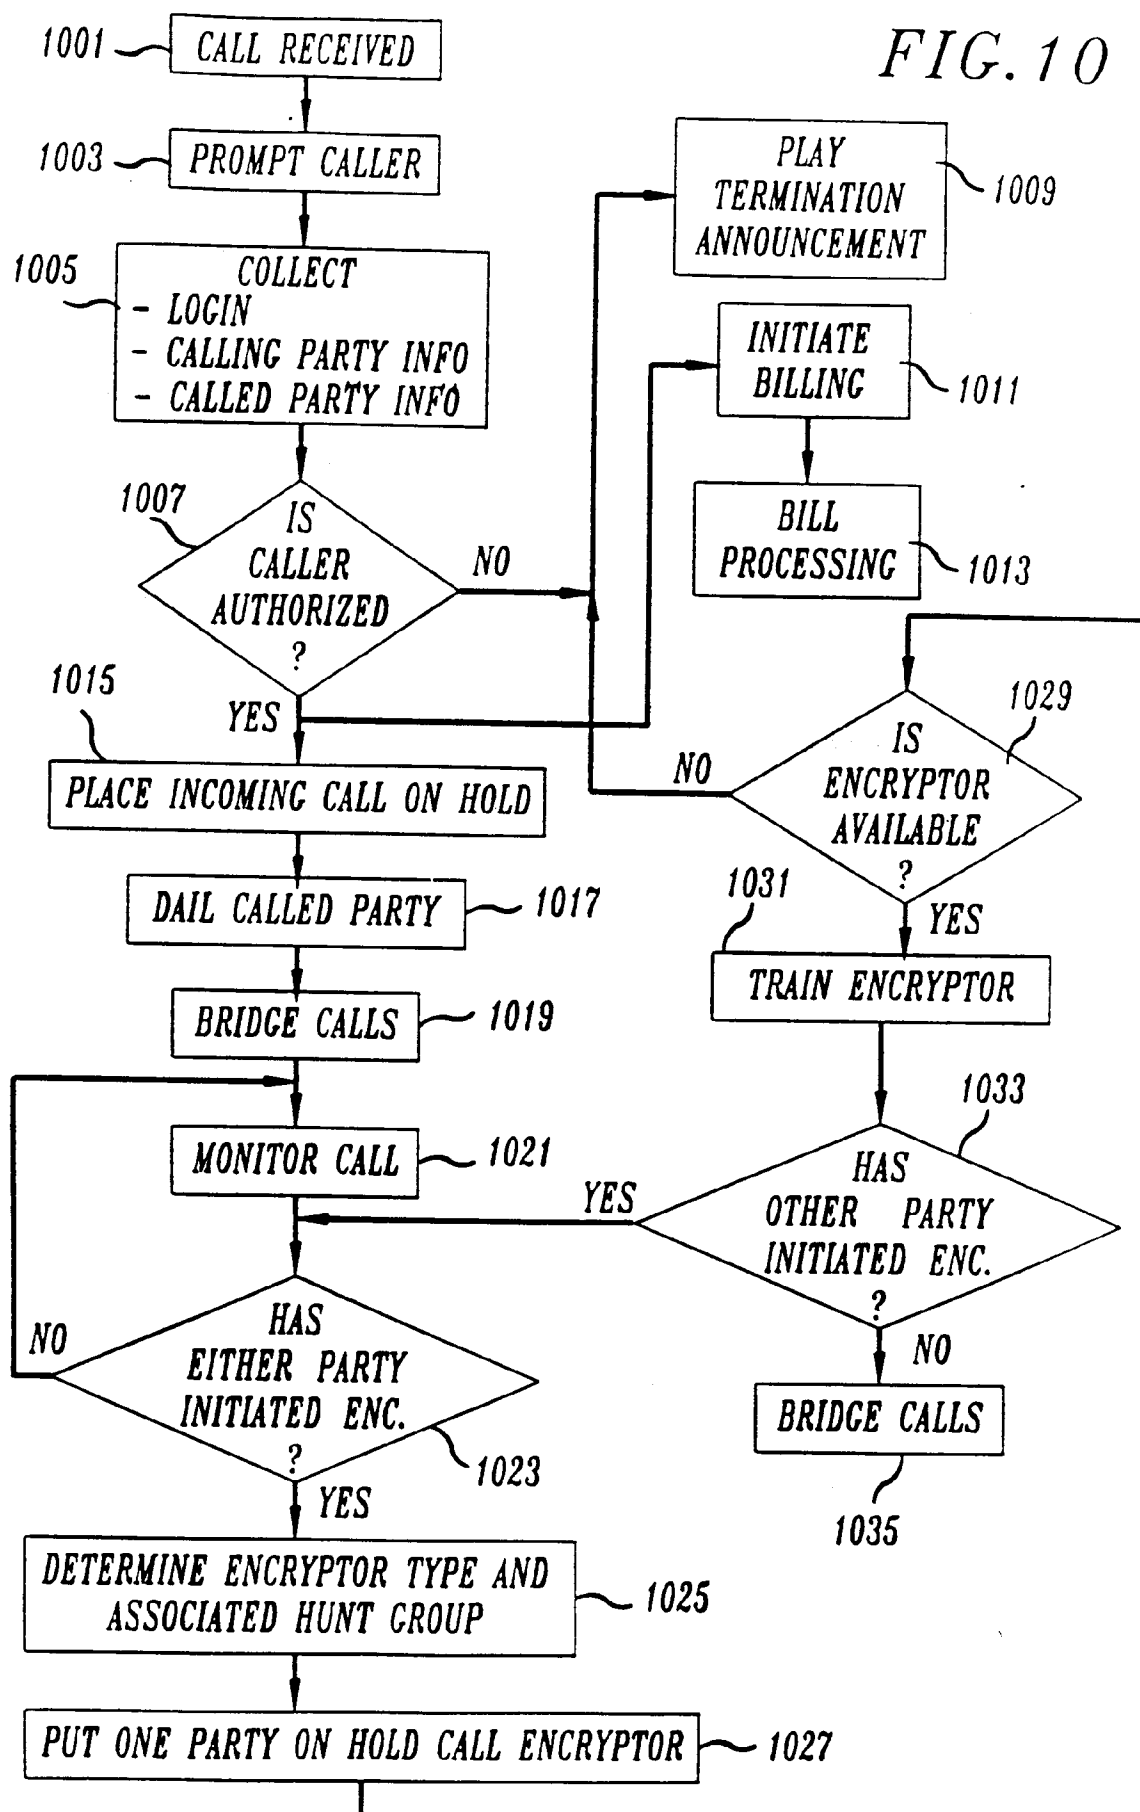 FIG. 10
1001
CALL RECEIVED
1003
PROMPT CALLER
1005
COLLECT
- LOGIN
- CALLING PARTY INFO
- CALLED PARTY INFO
1007
IS
CALLER
AUTHORIZED
?
NO
YES
PLAY
TERMINATION
ANNOUNCEMENT
1009
INITIATE
BILLING
1011
BILL
PROCESSING
1013
1015
PLACE INCOMING CALL ON HOLD
DAIL CALLED PARTY
1017
BRIDGE CALLS
1019
MONITOR CALL
1021
HAS
EITHER PARTY
INITIATED ENC.
?
1023
NO
YES
DETERMINE ENCRYPTOR TYPE AND
ASSOCIATED HUNT GROUP
1025
PUT ONE PARTY ON HOLD CALL ENCRYPTOR
1027
1029
IS
ENCRYPTOR
AVAILABLE
?
NO
YES
1031
TRAIN ENCRYPTOR
1033
HAS
OTHER PARTY
INITIATED ENC.
?
YES
NO
BRIDGE CALLS
1035